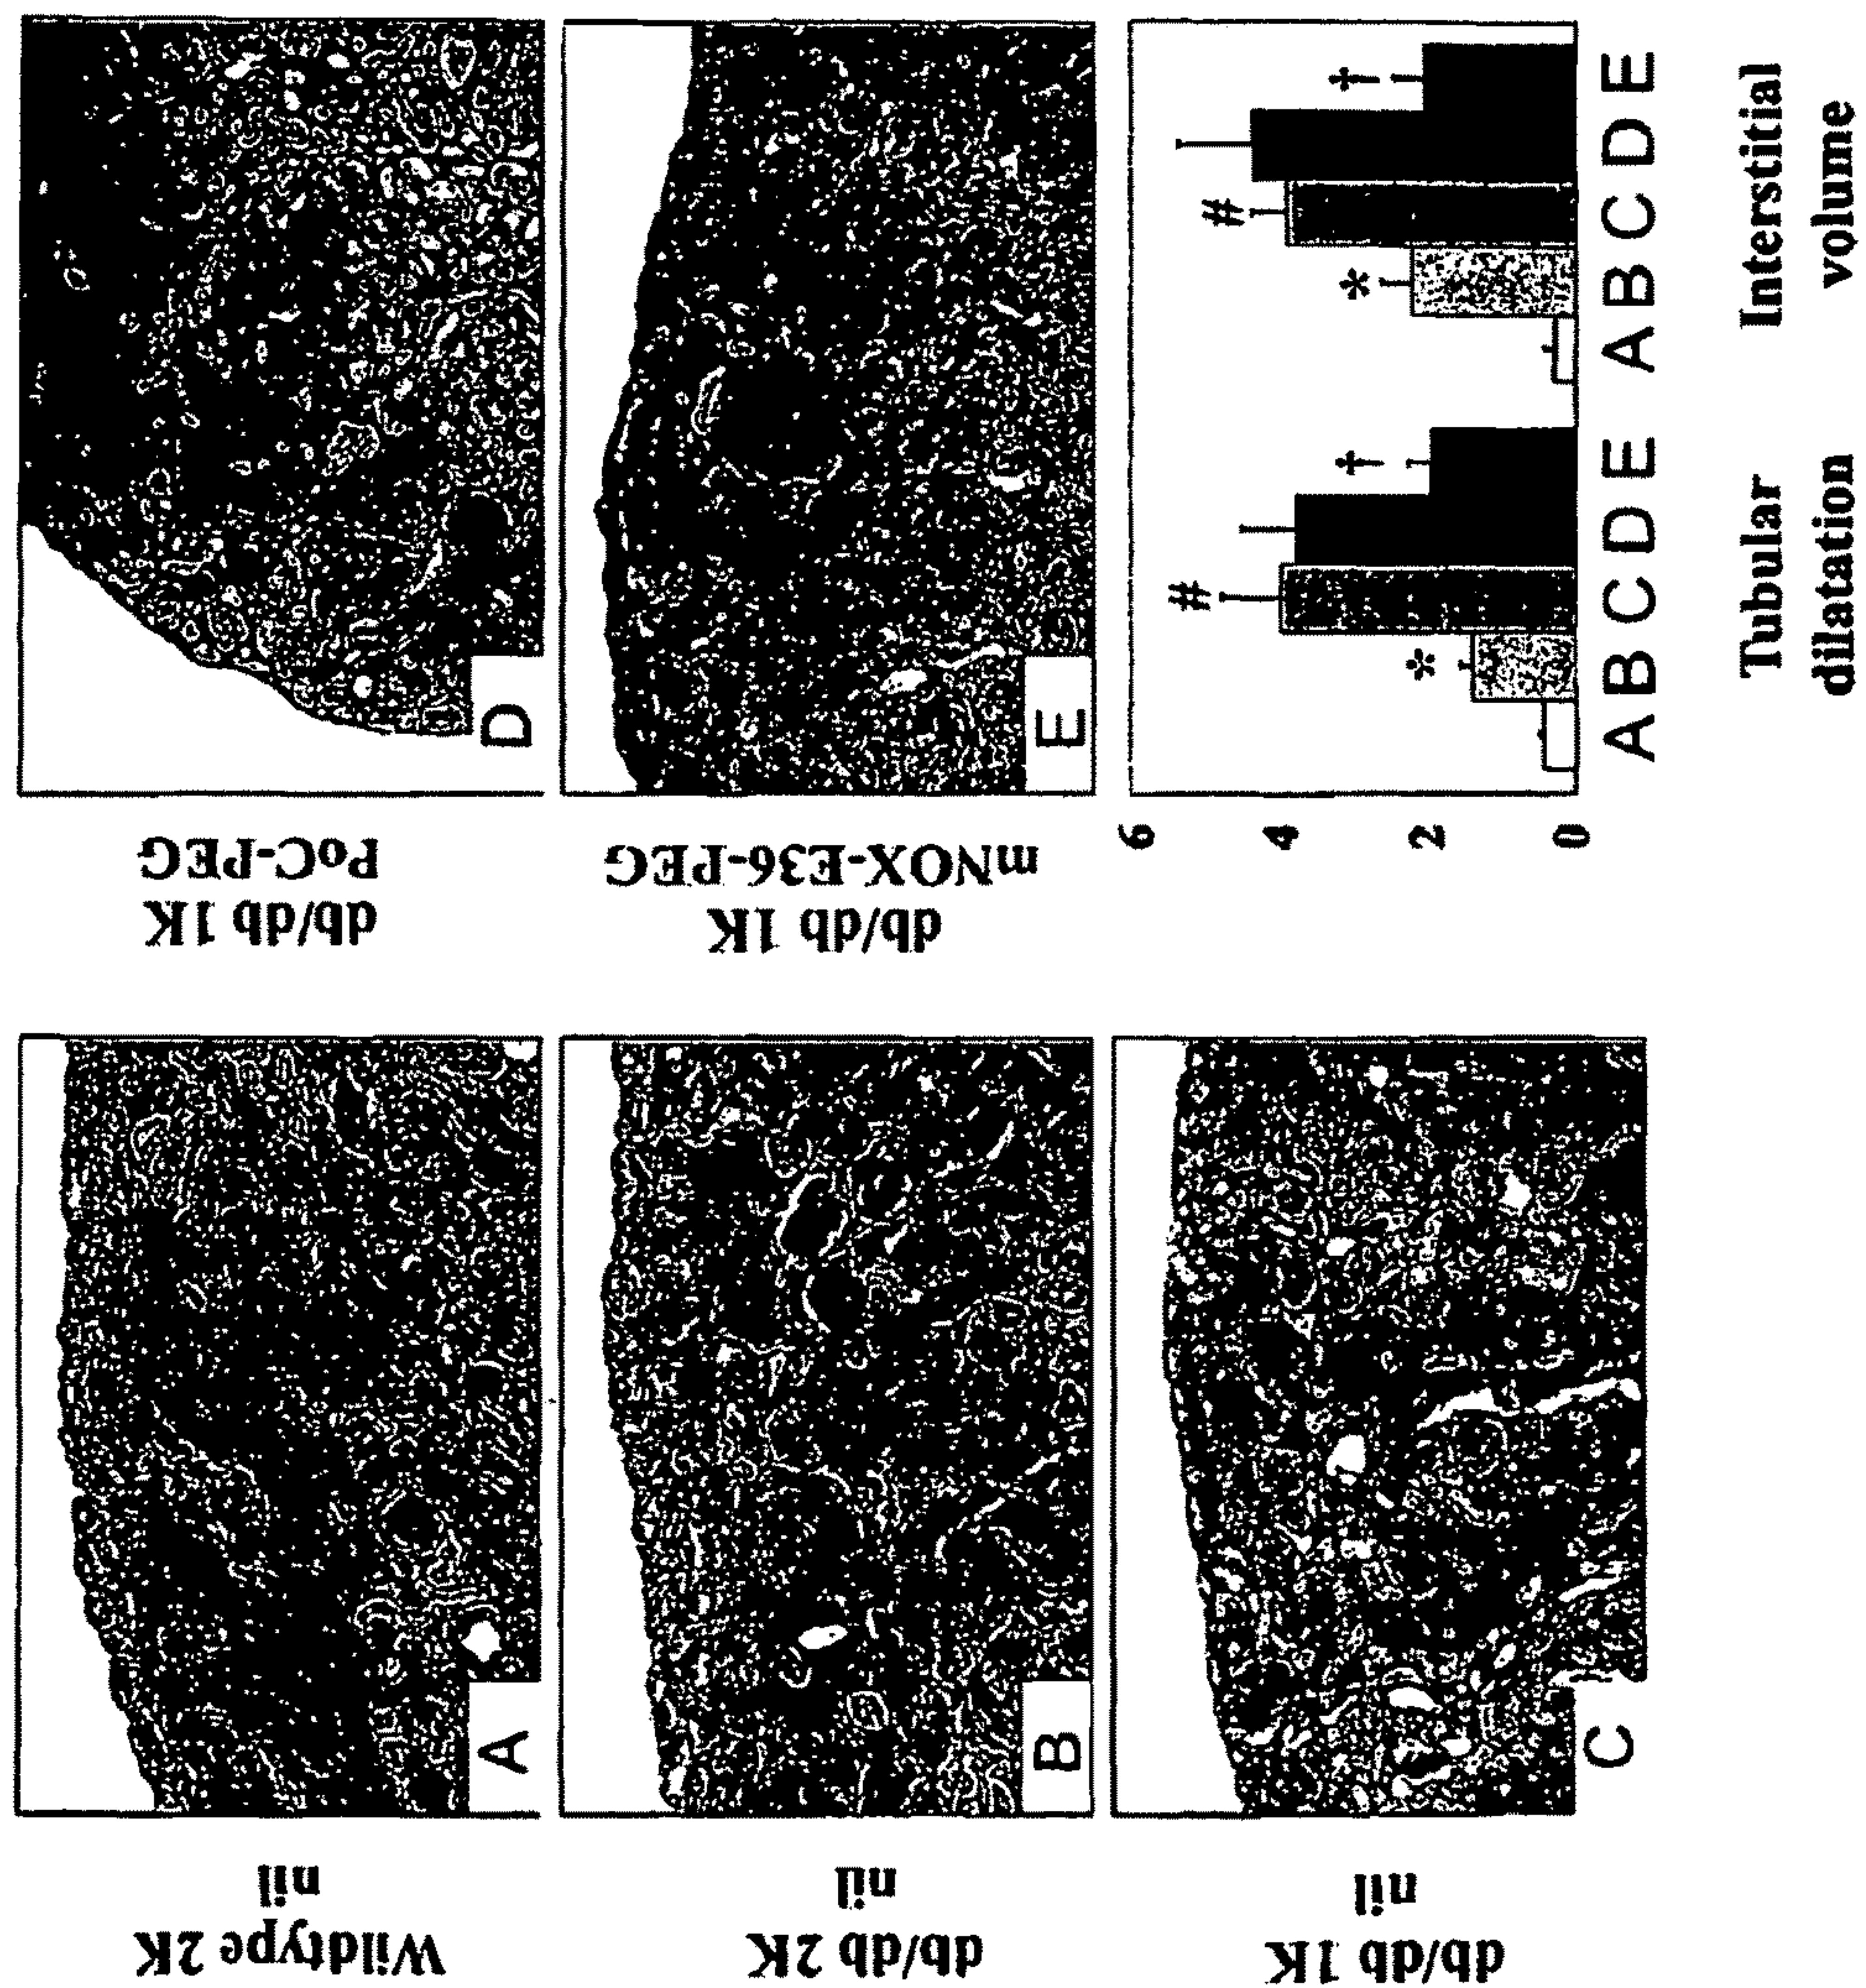 Wildtype 2K
nil
A
db/db 2K
nil
B
db/db 1K
nil
C
db/db 1K
PoC-PEG
D
db/db 1K
mNOX-E36-PEG
E
6
4
2
0
* # † * # †
A B C D E A B C D E
Tubular
dilatation
Interstitial
volume